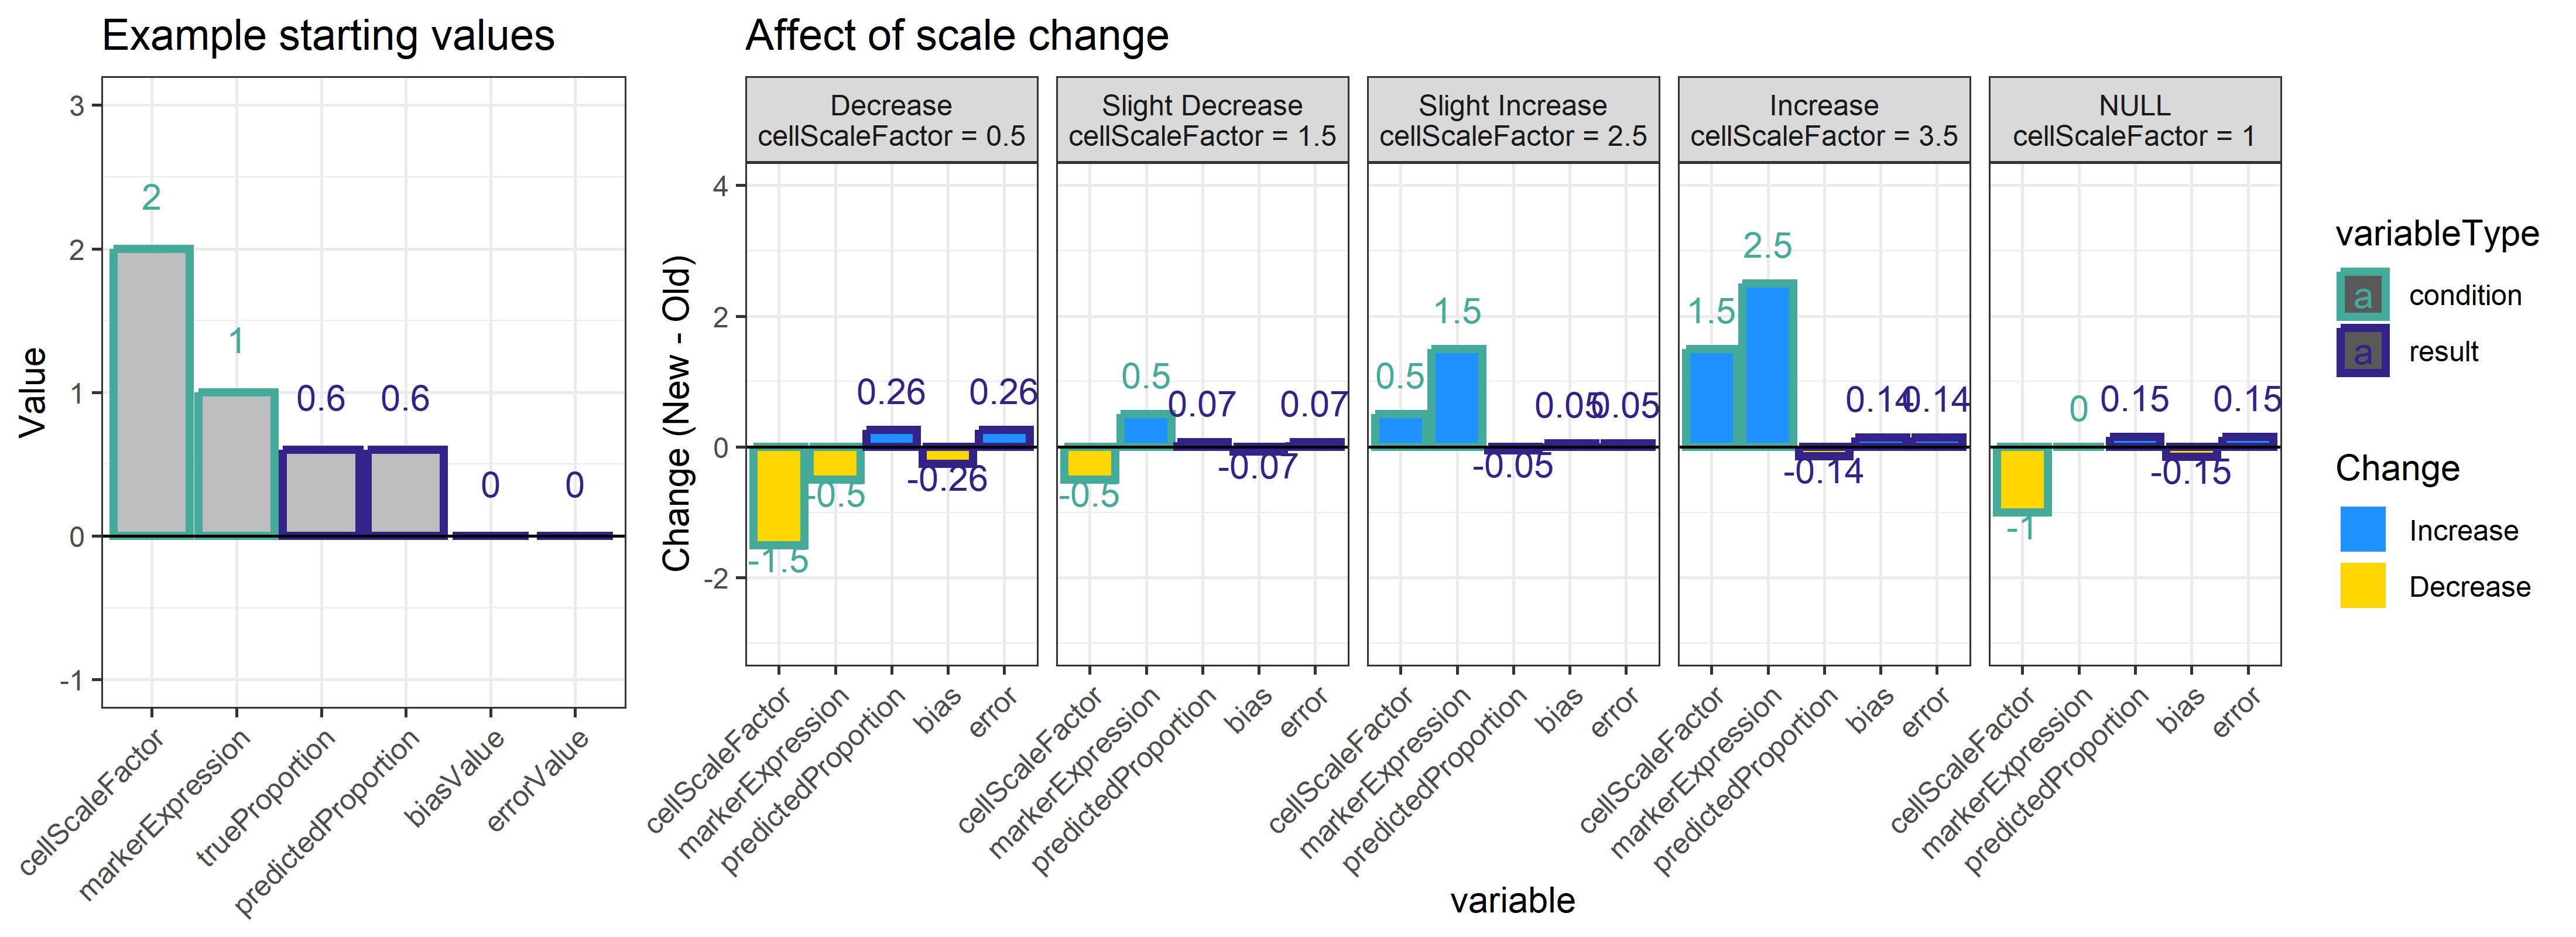 Example starting values
Affect of scale change
Value
3
2
1
0
-1
2
1
0.6
0.6
0
0
cellScaleFactor
markerExpression
trueProportion
predictedProportion
biasValue
errorValue
Change (New - Old)
4
2
0
-2
Decrease
cellScaleFactor = 0.5
-1.5
-0.5
0.26
-0.26
0.26
cellScaleFactor
markerExpression
predictedProportion
bias
error
Slight Decrease
cellScaleFactor = 1.5
-0.5
0.5
0.07
-0.07
0.07
cellScaleFactor
markerExpression
predictedProportion
bias
error
Slight Increase
cellScaleFactor = 2.5
0.5
1.5
-0.05
0.05
0.05
cellScaleFactor
markerExpression
predictedProportion
bias
error
Increase
cellScaleFactor = 3.5
1.5
2.5
-0.14
0.14
0.14
cellScaleFactor
markerExpression
predictedProportion
bias
error
NULL
cellScaleFactor = 1
-1
0
0.15
-0.15
0.15
cellScaleFactor
markerExpression
predictedProportion
bias
error
variable
variableType
a condition
a result
Change
Increase
Decrease